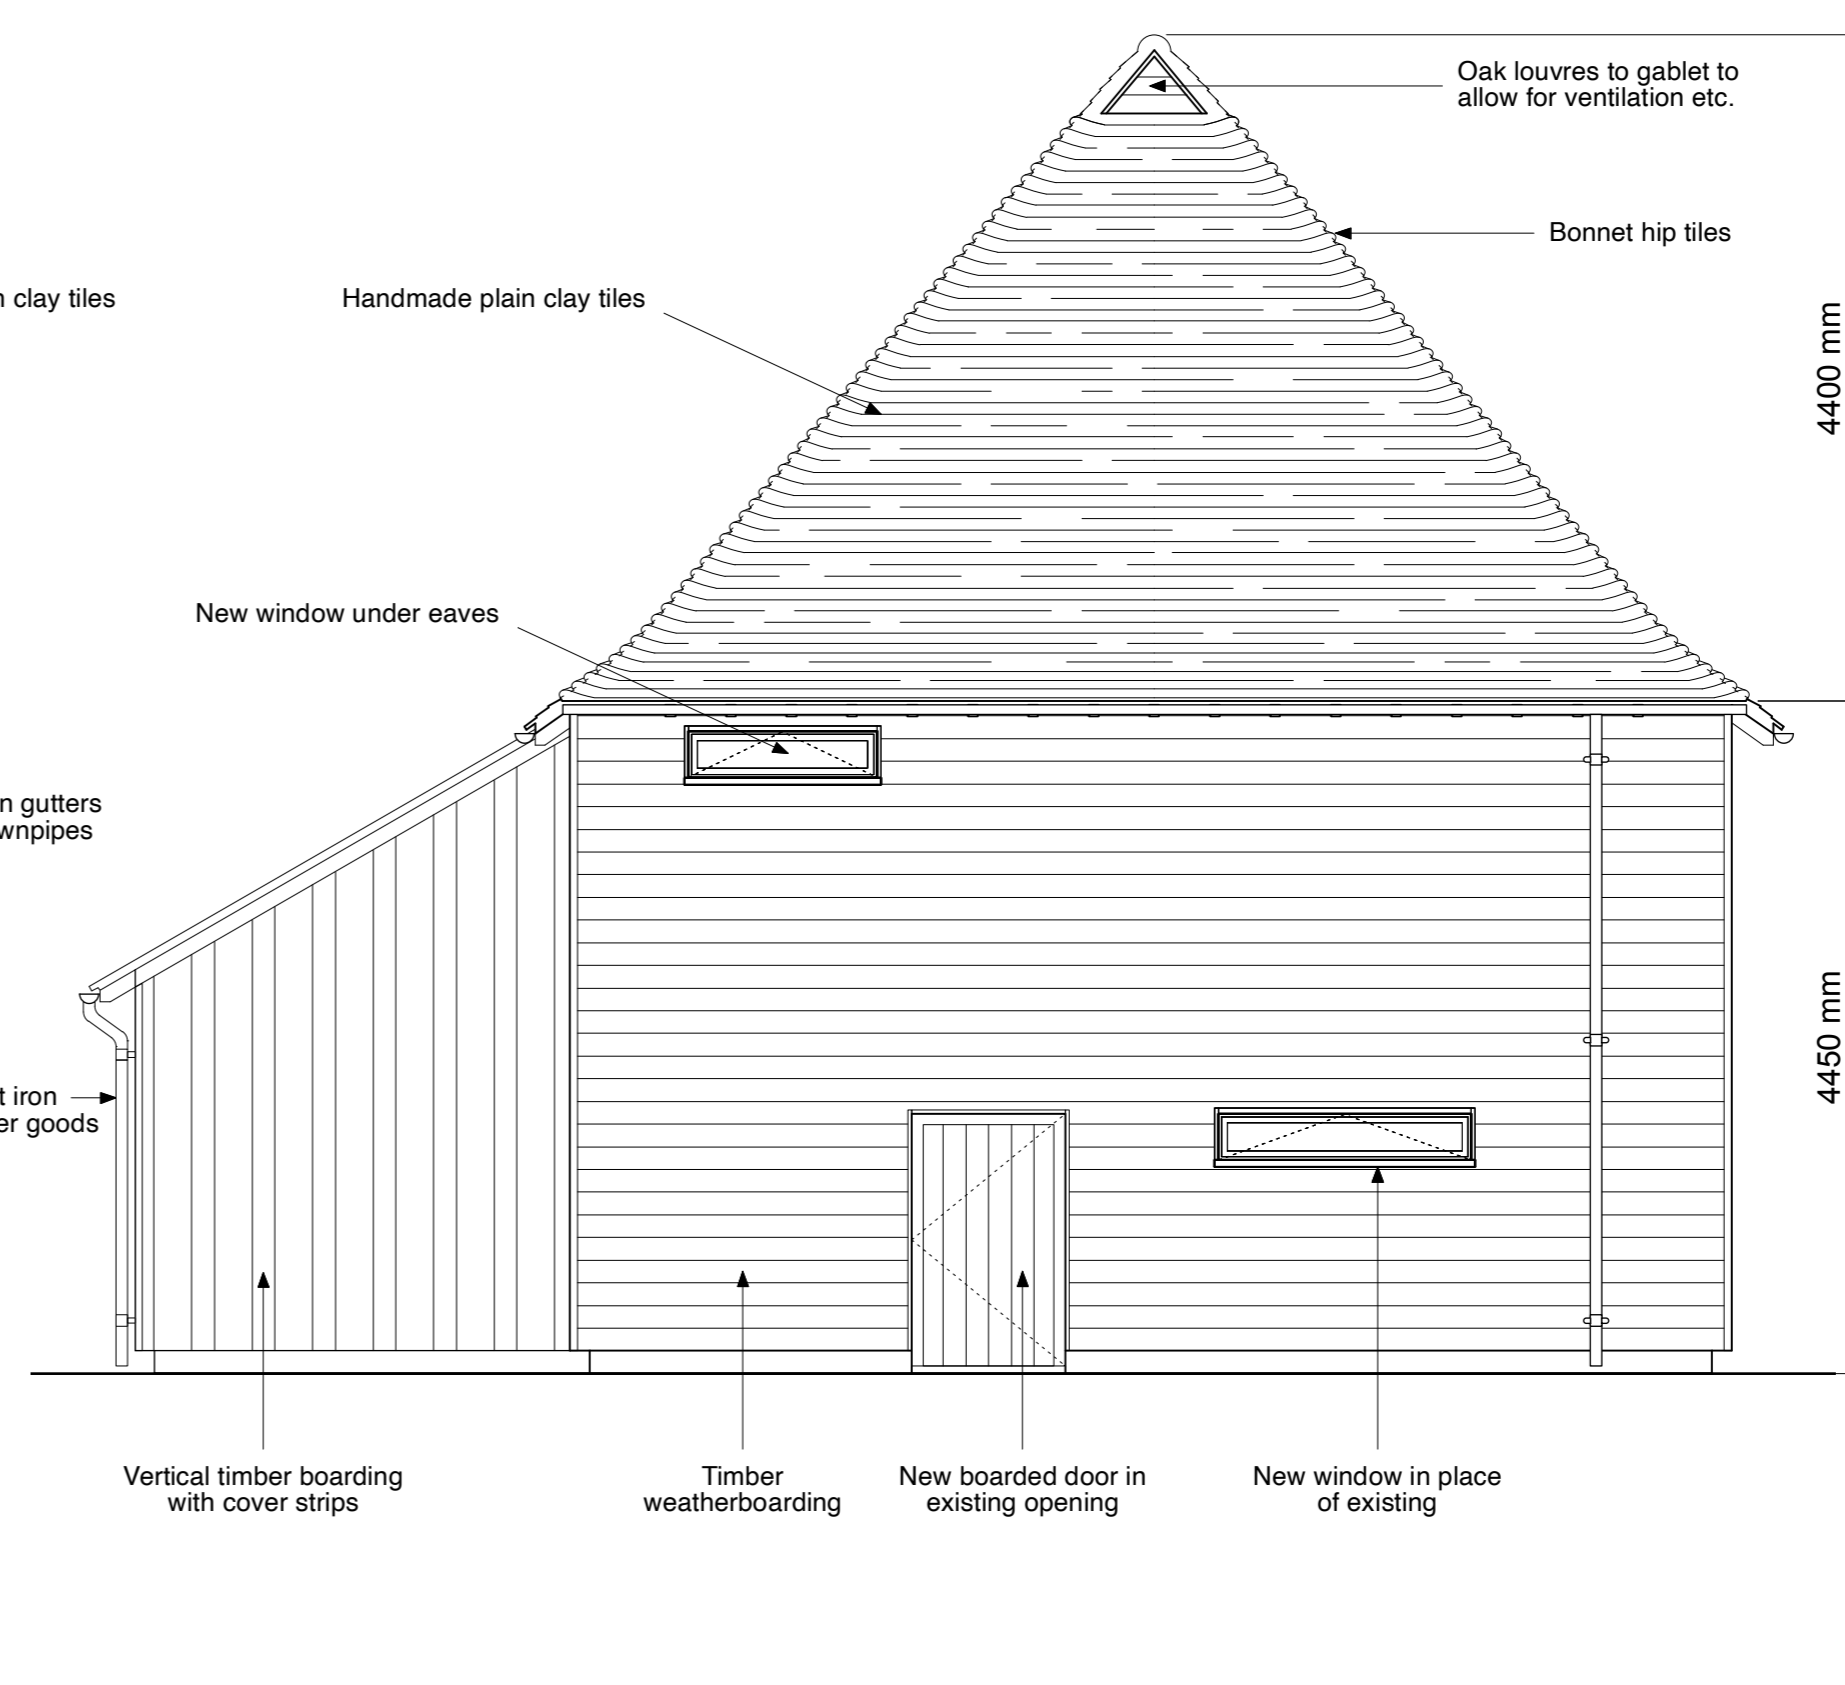 Oak louvres to gablet to
allow for ventilation etc.
Bonnet hip tiles
clay tiles
Handmade plain clay tiles
4400 mm
New window under eaves
gutters
4450 mm
iron
goods
Vertical timber boarding
with cover strips
Timber
weatherboarding
New boarded door in
existing opening
New window in place
of existing